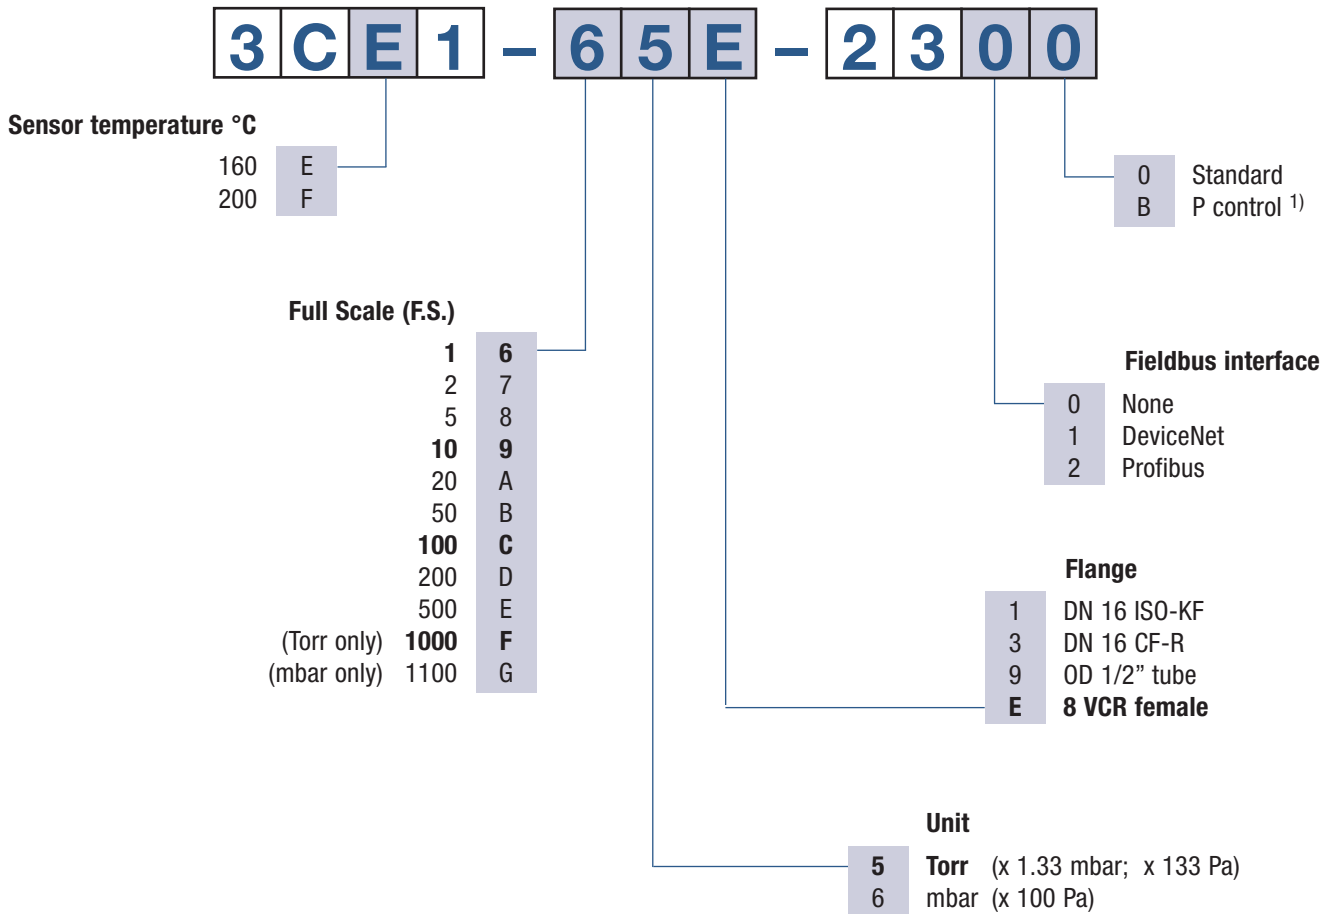 3CE1 – 65E – 2300
Sensor temperature °C
160 E
200 F
0 Standard
B P control 1)
Full Scale (F.S.)
1 6
2 7
5 8
10 9
20 A
50 B
100 C
200 D
500 E
(Torr only) 1000 F
(mbar only) 1100 G
Fieldbus interface
0 None
1 DeviceNet
2 Profibus
Flange
1 DN 16 ISO-KF
3 DN 16 CF-R
9 OD 1/2” tube
E 8 VCR female
Unit
5 Torr (x 1.33 mbar; x 133 Pa)
6 mbar (x 100 Pa)